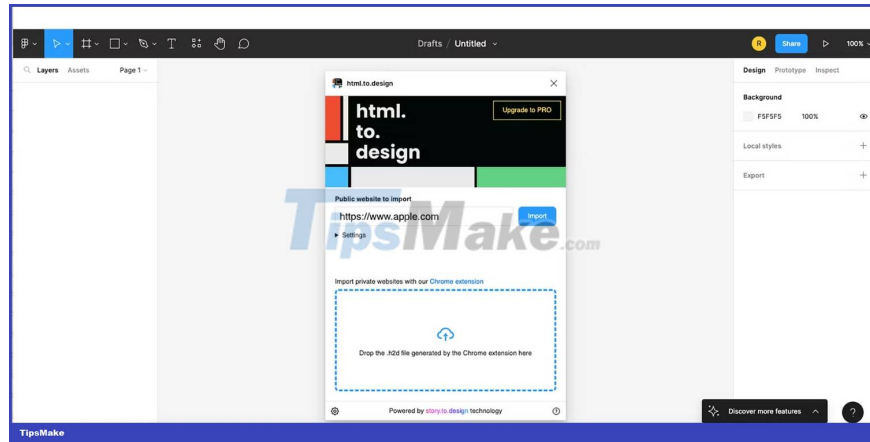 Drafts / Untitled
R
Share
100%
Layers Assets Page 1
Design Prototype Inspect
html.to.design
html.
to.
design
Upgrade to PRO
Background
F5F5F5 100%
Local styles
Export
Public website to import
https://www.apple.com
Import
Settings
TipsMake.com
Import private websites with our Chrome extension
Drop the .h2d file generated by the Chrome extension here
Powered by story.to.design technology
Discover more features
?
TipsMake